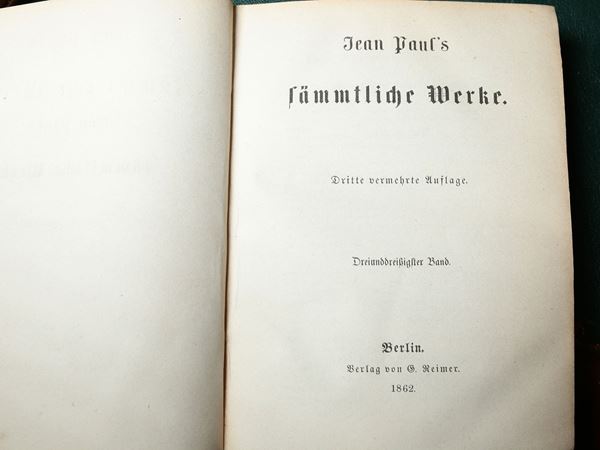 Jean Paul's
sämmtliche Werke.
Dritte vermehrte Auflage.
Dreiunddreißigster Band.
Berlin.
Verlag von G. Reimer.
1862.